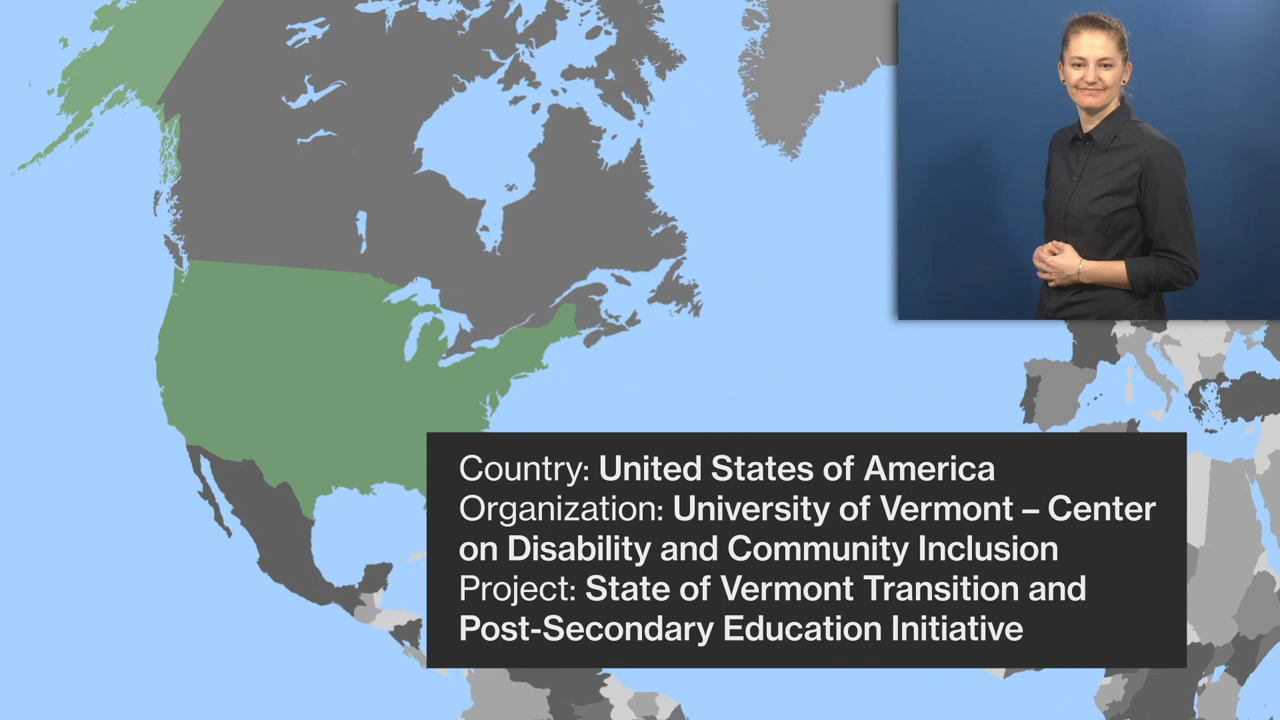 Country: United States of America
Organization: University of Vermont – Center
on Disability and Community Inclusion
Project: State of Vermont Transition and
Post-Secondary Education Initiative